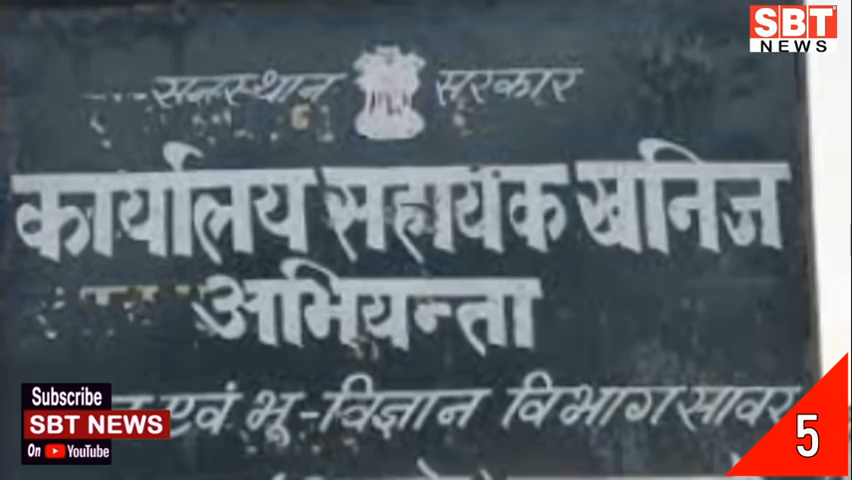 SBT
NEWS
राजस्थान सरकार
कार्यालय सहायक खनिज
अभियन्ता
एवं भू-विज्ञान विभाग सावर
Subscribe
SBT NEWS
On YouTube
5